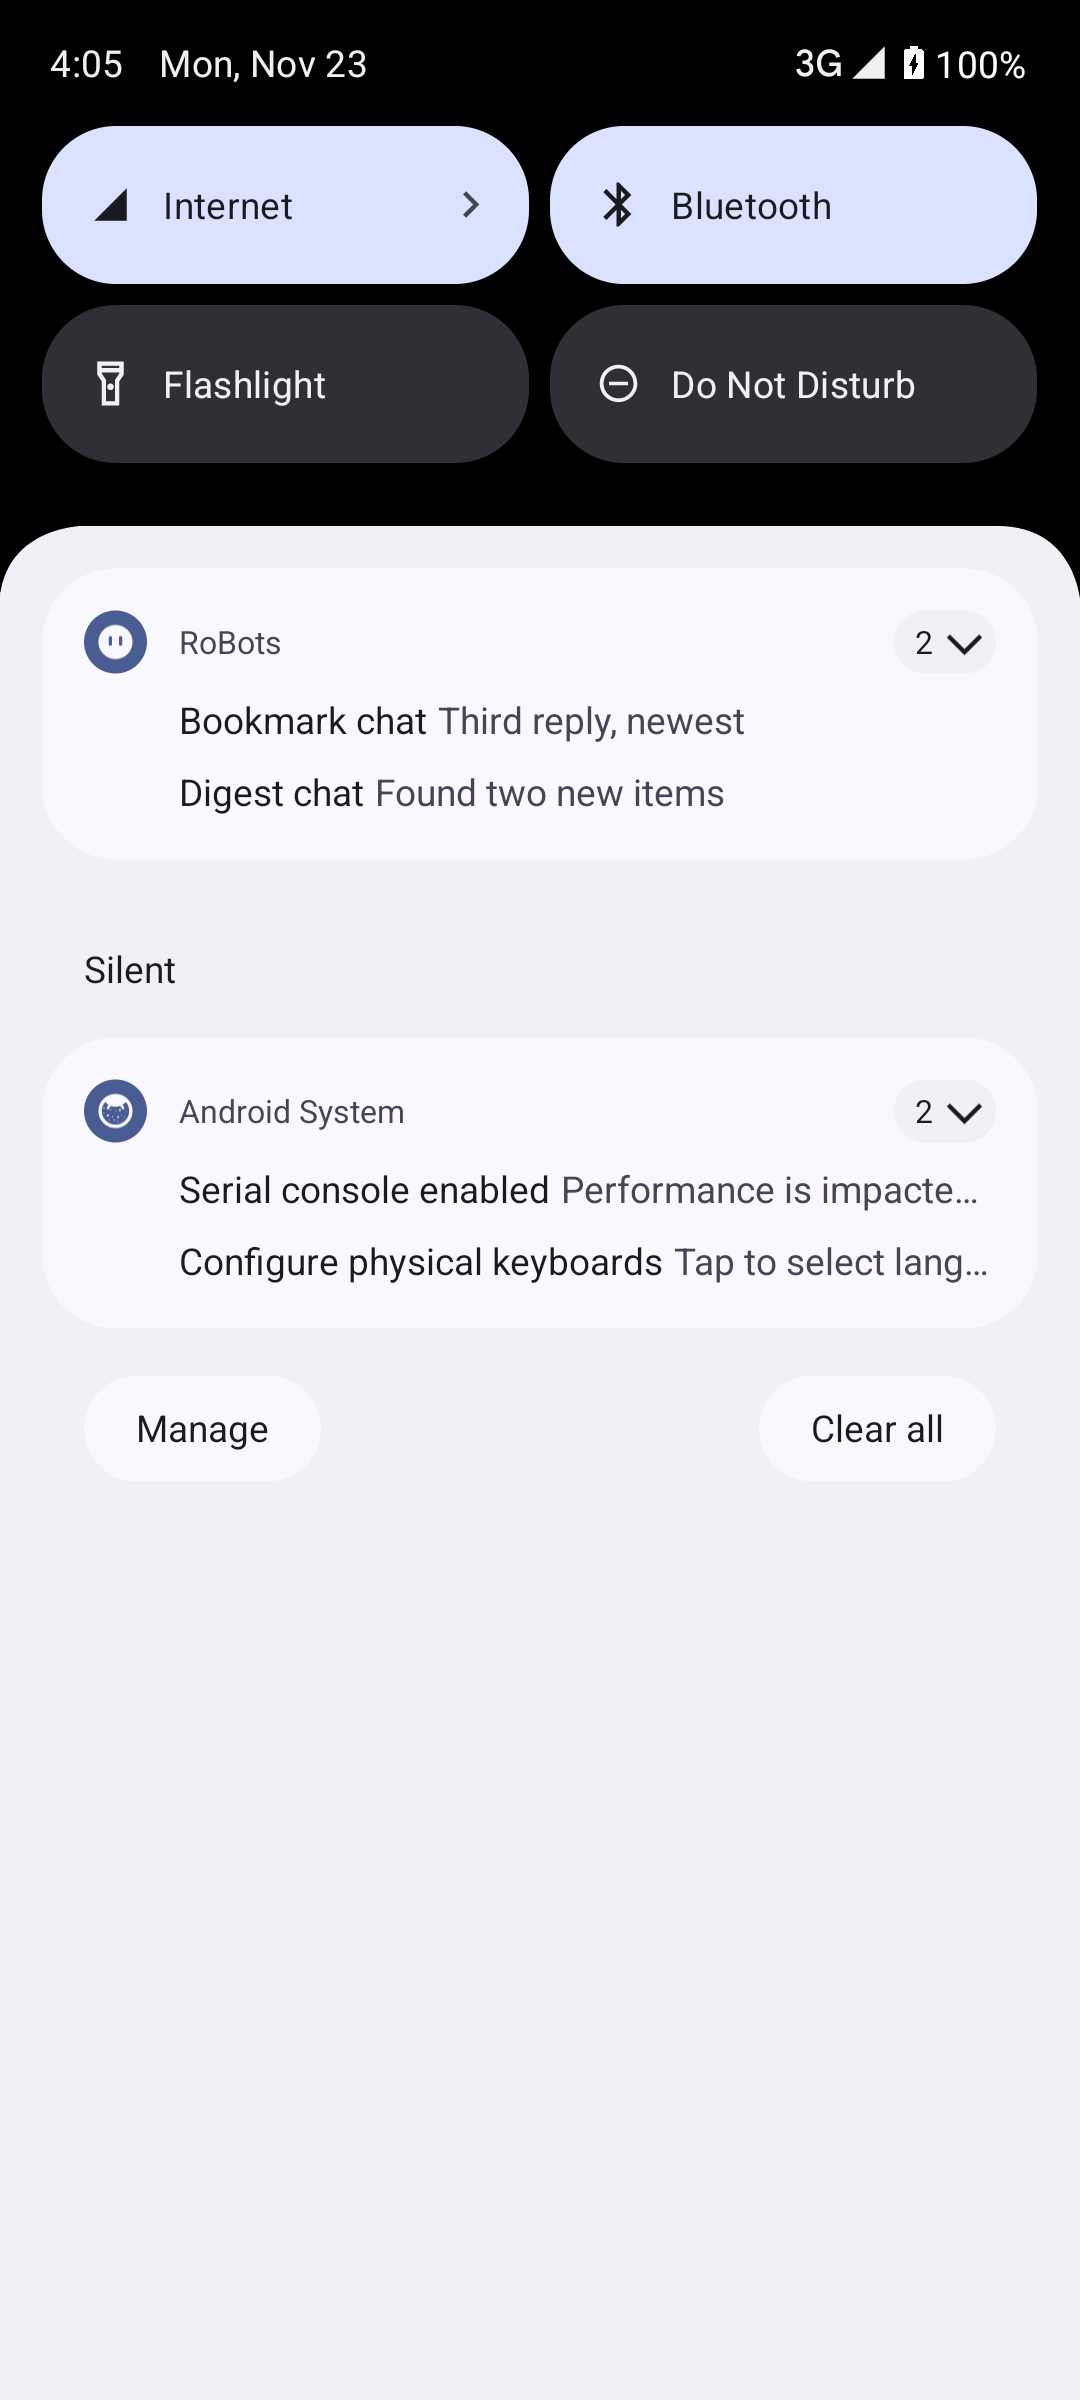 4:05 Mon, Nov 23 3G 100%
Internet Bluetooth
Flashlight Do Not Disturb
RoBots 2
Bookmark chat Third reply, newest
Digest chat Found two new items
Silent
Android System 2
Serial console enabled Performance is impacte…
Configure physical keyboards Tap to select lang…
Manage Clear all